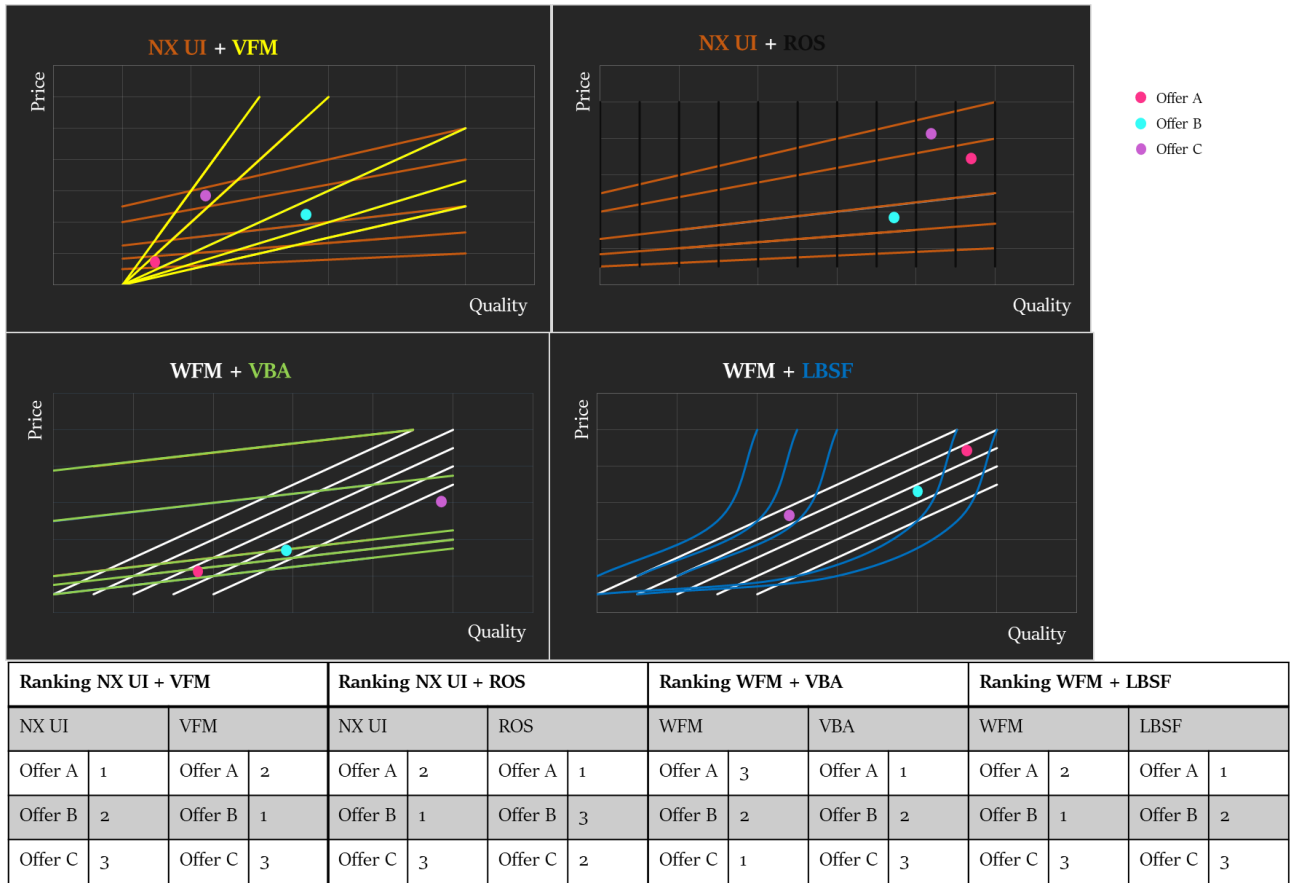 NX UI + VFM
Price
Quality
NX UI + ROS
Price
Quality
Offer A
Offer B
Offer C
WFM + VBA
Price
Quality
WFM + LBSF
Price
Quality
Ranking NX UI + VFM Ranking NX UI + ROS Ranking WFM + VBA Ranking WFM + LBSF
NX UI VFM NX UI ROS WFM VBA WFM LBSF
Offer A 1 Offer A 2 Offer A 2 Offer A 1 Offer A 3 Offer A 1 Offer A 2 Offer A 1
Offer B 2 Offer B 1 Offer B 1 Offer B 3 Offer B 2 Offer B 2 Offer B 1 Offer B 2
Offer C 3 Offer C 3 Offer C 3 Offer C 2 Offer C 1 Offer C 3 Offer C 3 Offer C 3